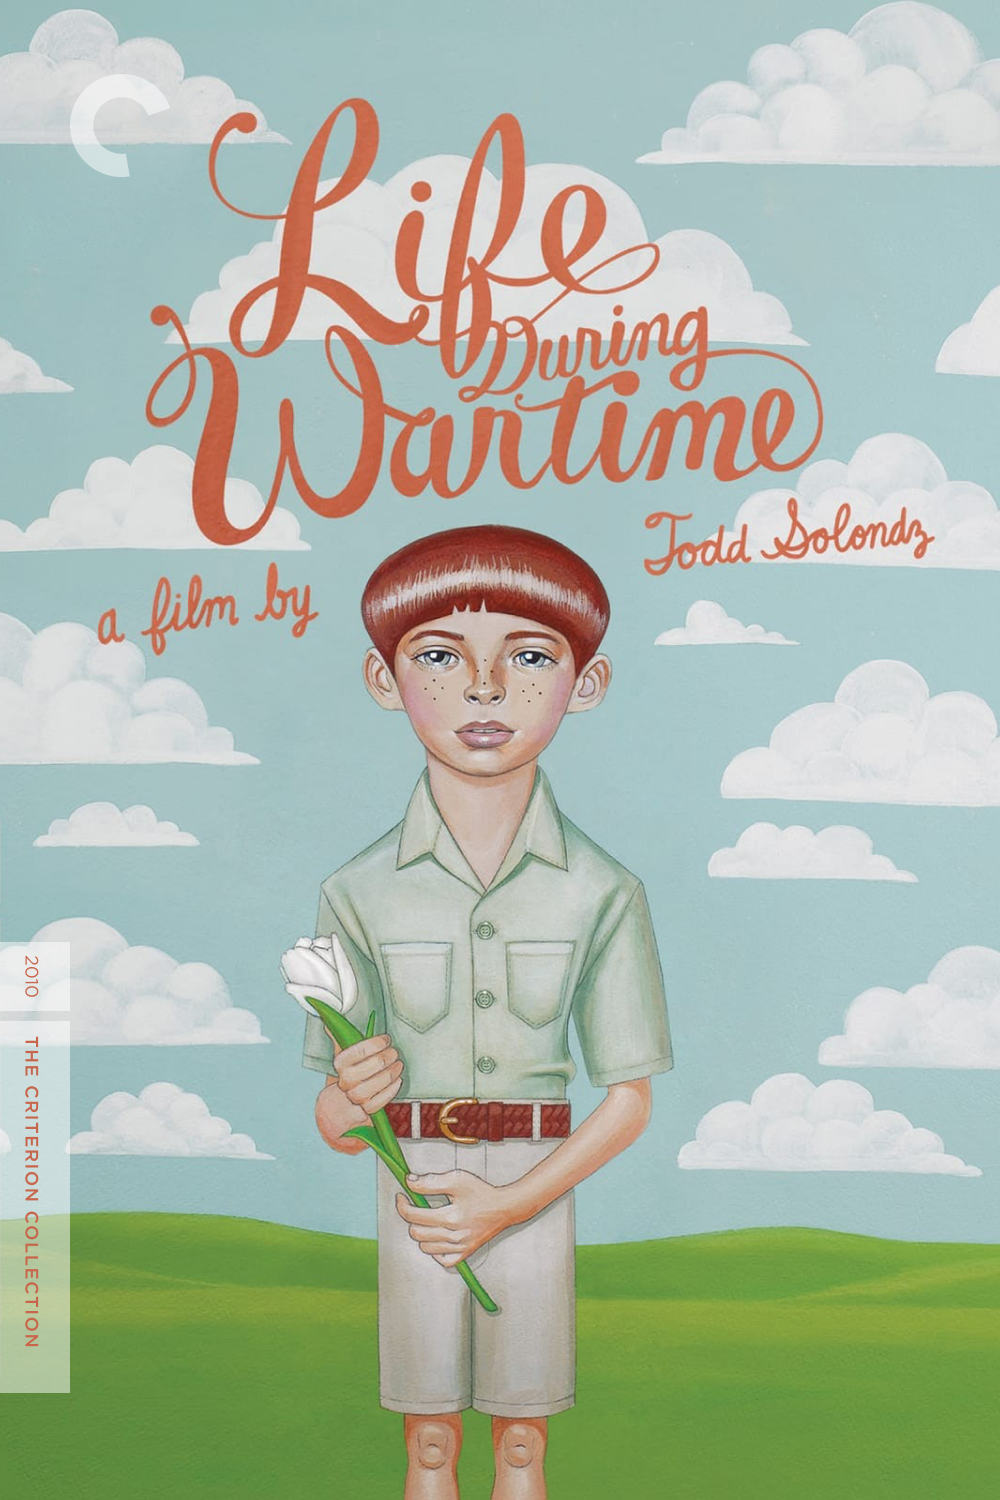 Life
During
Wartime
a film by
Todd Solondz
2010 THE CRITERION COLLECTION